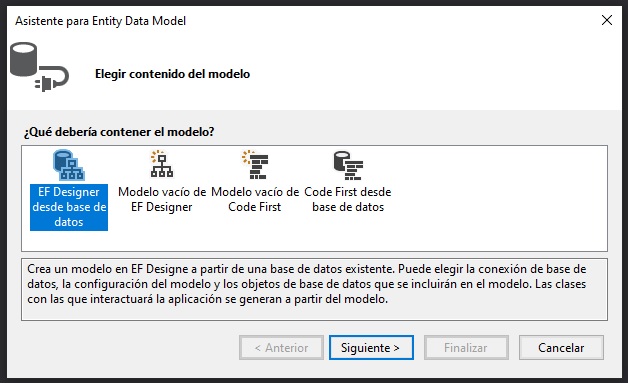 Asistente para Entity Data Model
Elegir contenido del modelo
¿Qué debería contener el modelo?
EF Designer
desde base de
datos
Modelo vacío de
EF Designer
Modelo vacío de
Code First
Code First desde
base de datos
Crea un modelo en EF Designe a partir de una base de datos existente. Puede elegir la conexión de base de
datos, la configuración del modelo y los objetos de base de datos que se incluirán en el modelo. Las clases
con las que interactuará la aplicación se generan a partir del modelo.
< Anterior
Siguiente >
Finalizar
Cancelar